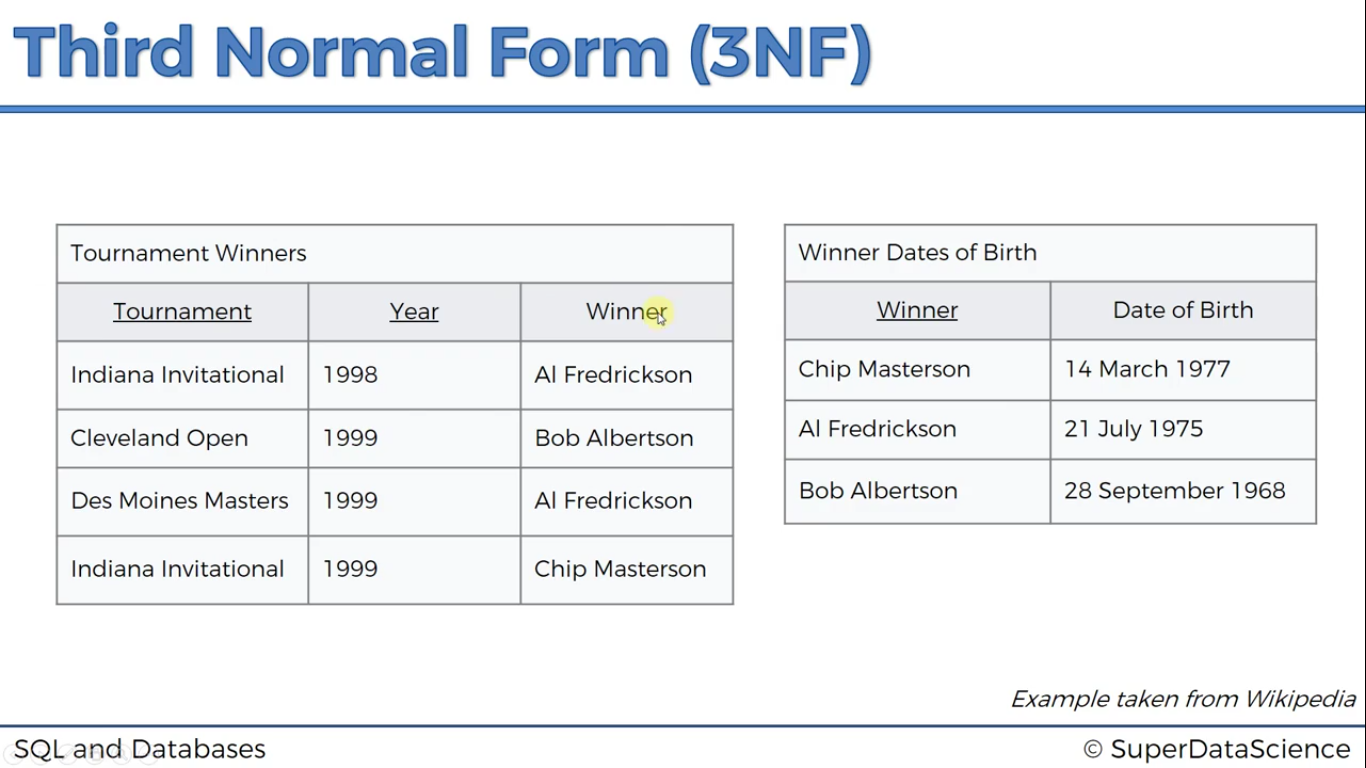 Third Normal Form (3NF)
Tournament Winners
Tournament Year Winner
Indiana Invitational 1998 Al Fredrickson
Cleveland Open 1999 Bob Albertson
Des Moines Masters 1999 Al Fredrickson
Indiana Invitational 1999 Chip Masterson
Winner Dates of Birth
Winner Date of Birth
Chip Masterson 14 March 1977
Al Fredrickson 21 July 1975
Bob Albertson 28 September 1968
Example taken from Wikipedia
SQL and Databases
© SuperDataScience